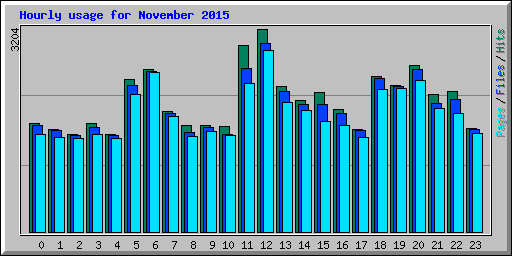 Hourly usage for November 2015
3204
Pages/Files/Hits
0 1 2 3 4 5 6 7 8 9 10 11 12 13 14 15 16 17 18 19 20 21 22 23